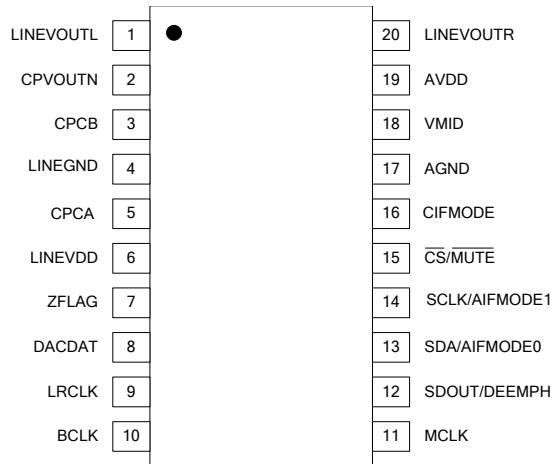 LINEVOUTL 1 20 LINEVOUTR
CPVOUTN 2 19 AVDD
CPCB 3 18 VMID
LINEGND 4 17 AGND
CPCA 5 16 CIFMODE
LINEVDD 6 15 CS/MUTE
ZFLAG 7 14 SCLK/AIFMODE1
DACDAT 8 13 SDA/AIFMODE0
LRCLK 9 12 SDOUT/DEEMPH
BCLK 10 11 MCLK